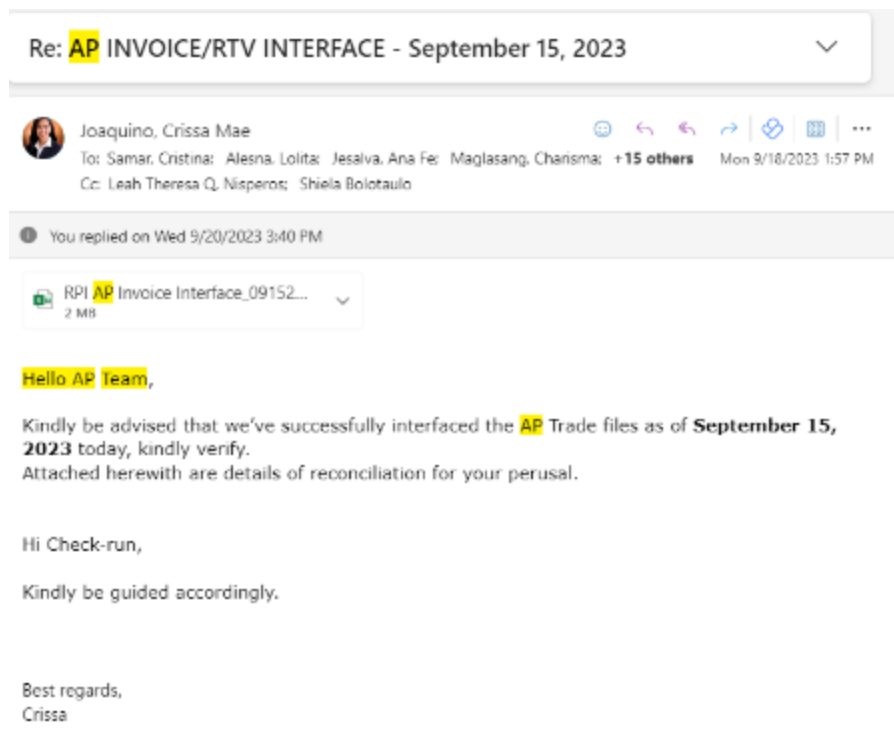 Re: AP INVOICE/RTV INTERFACE - September 15, 2023
Joaquino, Crissa Mae
To: Samar, Cristina; Alesna, Lolita; Jesalva, Ana Fe; Maglasang, Charisma; +15 others
Mon 9/18/2023 1:57 PM
Cc: Leah Theresa Q. Nisperos; Shiela Bolotaulo
You replied on Wed 9/20/2023 3:40 PM
RPI AP Invoice Interface_09152...
2 MB
Hello AP Team,
Kindly be advised that we've successfully interfaced the AP Trade files as of September 15,
2023 today, kindly verify.
Attached herewith are details of reconciliation for your perusal.
Hi Check-run,
Kindly be guided accordingly.
Best regards,
Crissa